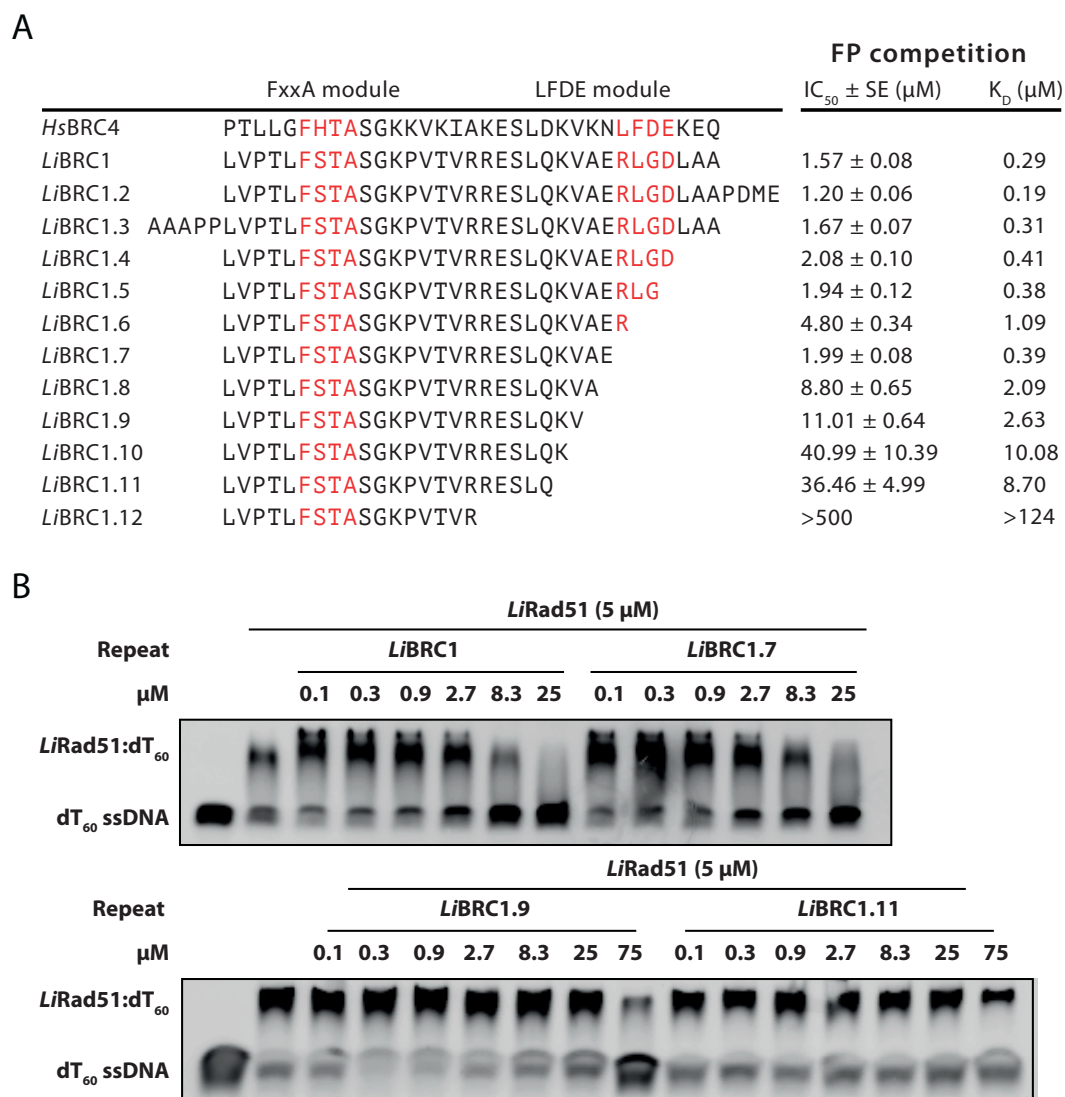 A
FP competition
FxxA module LFDE module IC50 ± SE (µM) KD (µM)
HsBRC4 PTLLGFHTASGKKVKIAKESLDKVKNLFDEKEQ
LiBRC1 LVPTLFSTASGKPVTVRRESLQKVAERLGDLAA 1.57 ± 0.08 0.29
LiBRC1.2 LVPTLFSTASGKPVTVRRESLQKVAERLGDLAAPDME 1.20 ± 0.06 0.19
LiBRC1.3 AAAPPLVPTLFSTASGKPVTVRRESLQKVAERLGDLAA 1.67 ± 0.07 0.31
LiBRC1.4 LVPTLFSTASGKPVTVRRESLQKVAERLGD 2.08 ± 0.10 0.41
LiBRC1.5 LVPTLFSTASGKPVTVRRESLQKVAERLG 1.94 ± 0.12 0.38
LiBRC1.6 LVPTLFSTASGKPVTVRRESLQKVAER 4.80 ± 0.34 1.09
LiBRC1.7 LVPTLFSTASGKPVTVRRESLQKVAE 1.99 ± 0.08 0.39
LiBRC1.8 LVPTLFSTASGKPVTVRRESLQKVA 8.80 ± 0.65 2.09
LiBRC1.9 LVPTLFSTASGKPVTVRRESLQKV 11.01 ± 0.64 2.63
LiBRC1.10 LVPTLFSTASGKPVTVRRESLQK 40.99 ± 10.39 10.08
LiBRC1.11 LVPTLFSTASGKPVTVRRESLQ 36.46 ± 4.99 8.70
LiBRC1.12 LVPTLFSTASGKPVTVR >500 >124
B
LiRad51 (5 µM)
Repeat LiBRC1 LiBRC1.7
µM 0.1 0.3 0.9 2.7 8.3 25 0.1 0.3 0.9 2.7 8.3 25
LiRad51:dT60
dT60 ssDNA
LiRad51 (5 µM)
Repeat LiBRC1.9 LiBRC1.11
µM 0.1 0.3 0.9 2.7 8.3 25 75 0.1 0.3 0.9 2.7 8.3 25 75
LiRad51:dT60
dT60 ssDNA